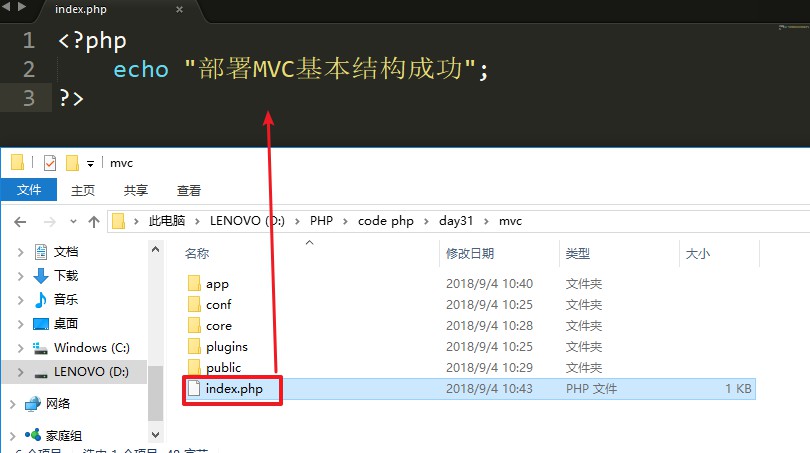 index.php ×
1 <?php
2 echo "部署MVC基本结构成功";
3 ?>
mvc
文件 主页 共享 查看
此电脑 > LENOVO (D:) > PHP > code php > day31 > mvc
名称 修改日期 类型 大小
文档
下载
音乐
桌面
Windows (C:)
LENOVO (D:)
网络
家庭组
app 2018/9/4 10:40 文件夹
conf 2018/9/4 10:25 文件夹
core 2018/9/4 10:28 文件夹
plugins 2018/9/4 10:25 文件夹
public 2018/9/4 10:29 文件夹
index.php 2018/9/4 10:43 PHP 文件 1 KB